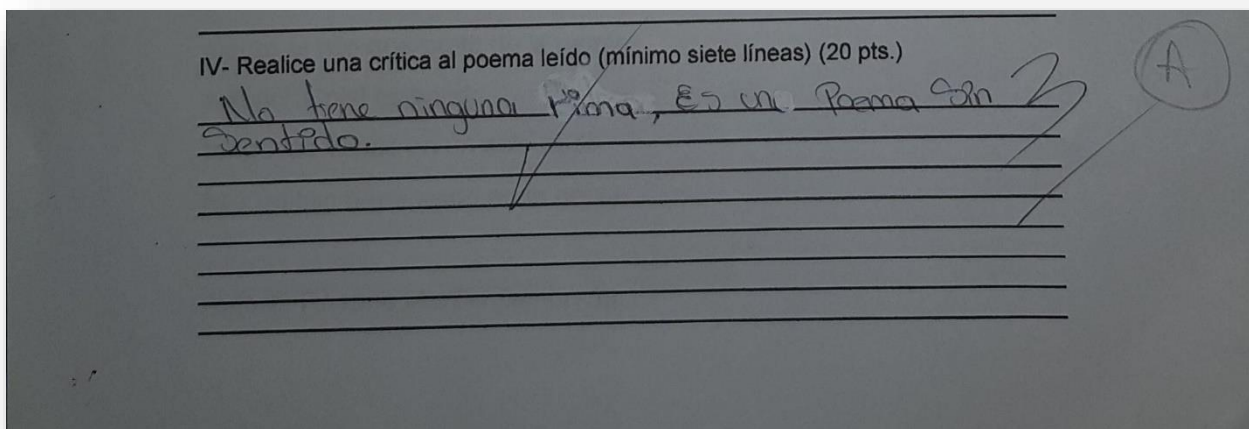 IV- Realice una crítica al poema leído (mínimo siete líneas) (20 pts.)
No tiene ninguna rima, Es un Poema sin
Sentido.
A